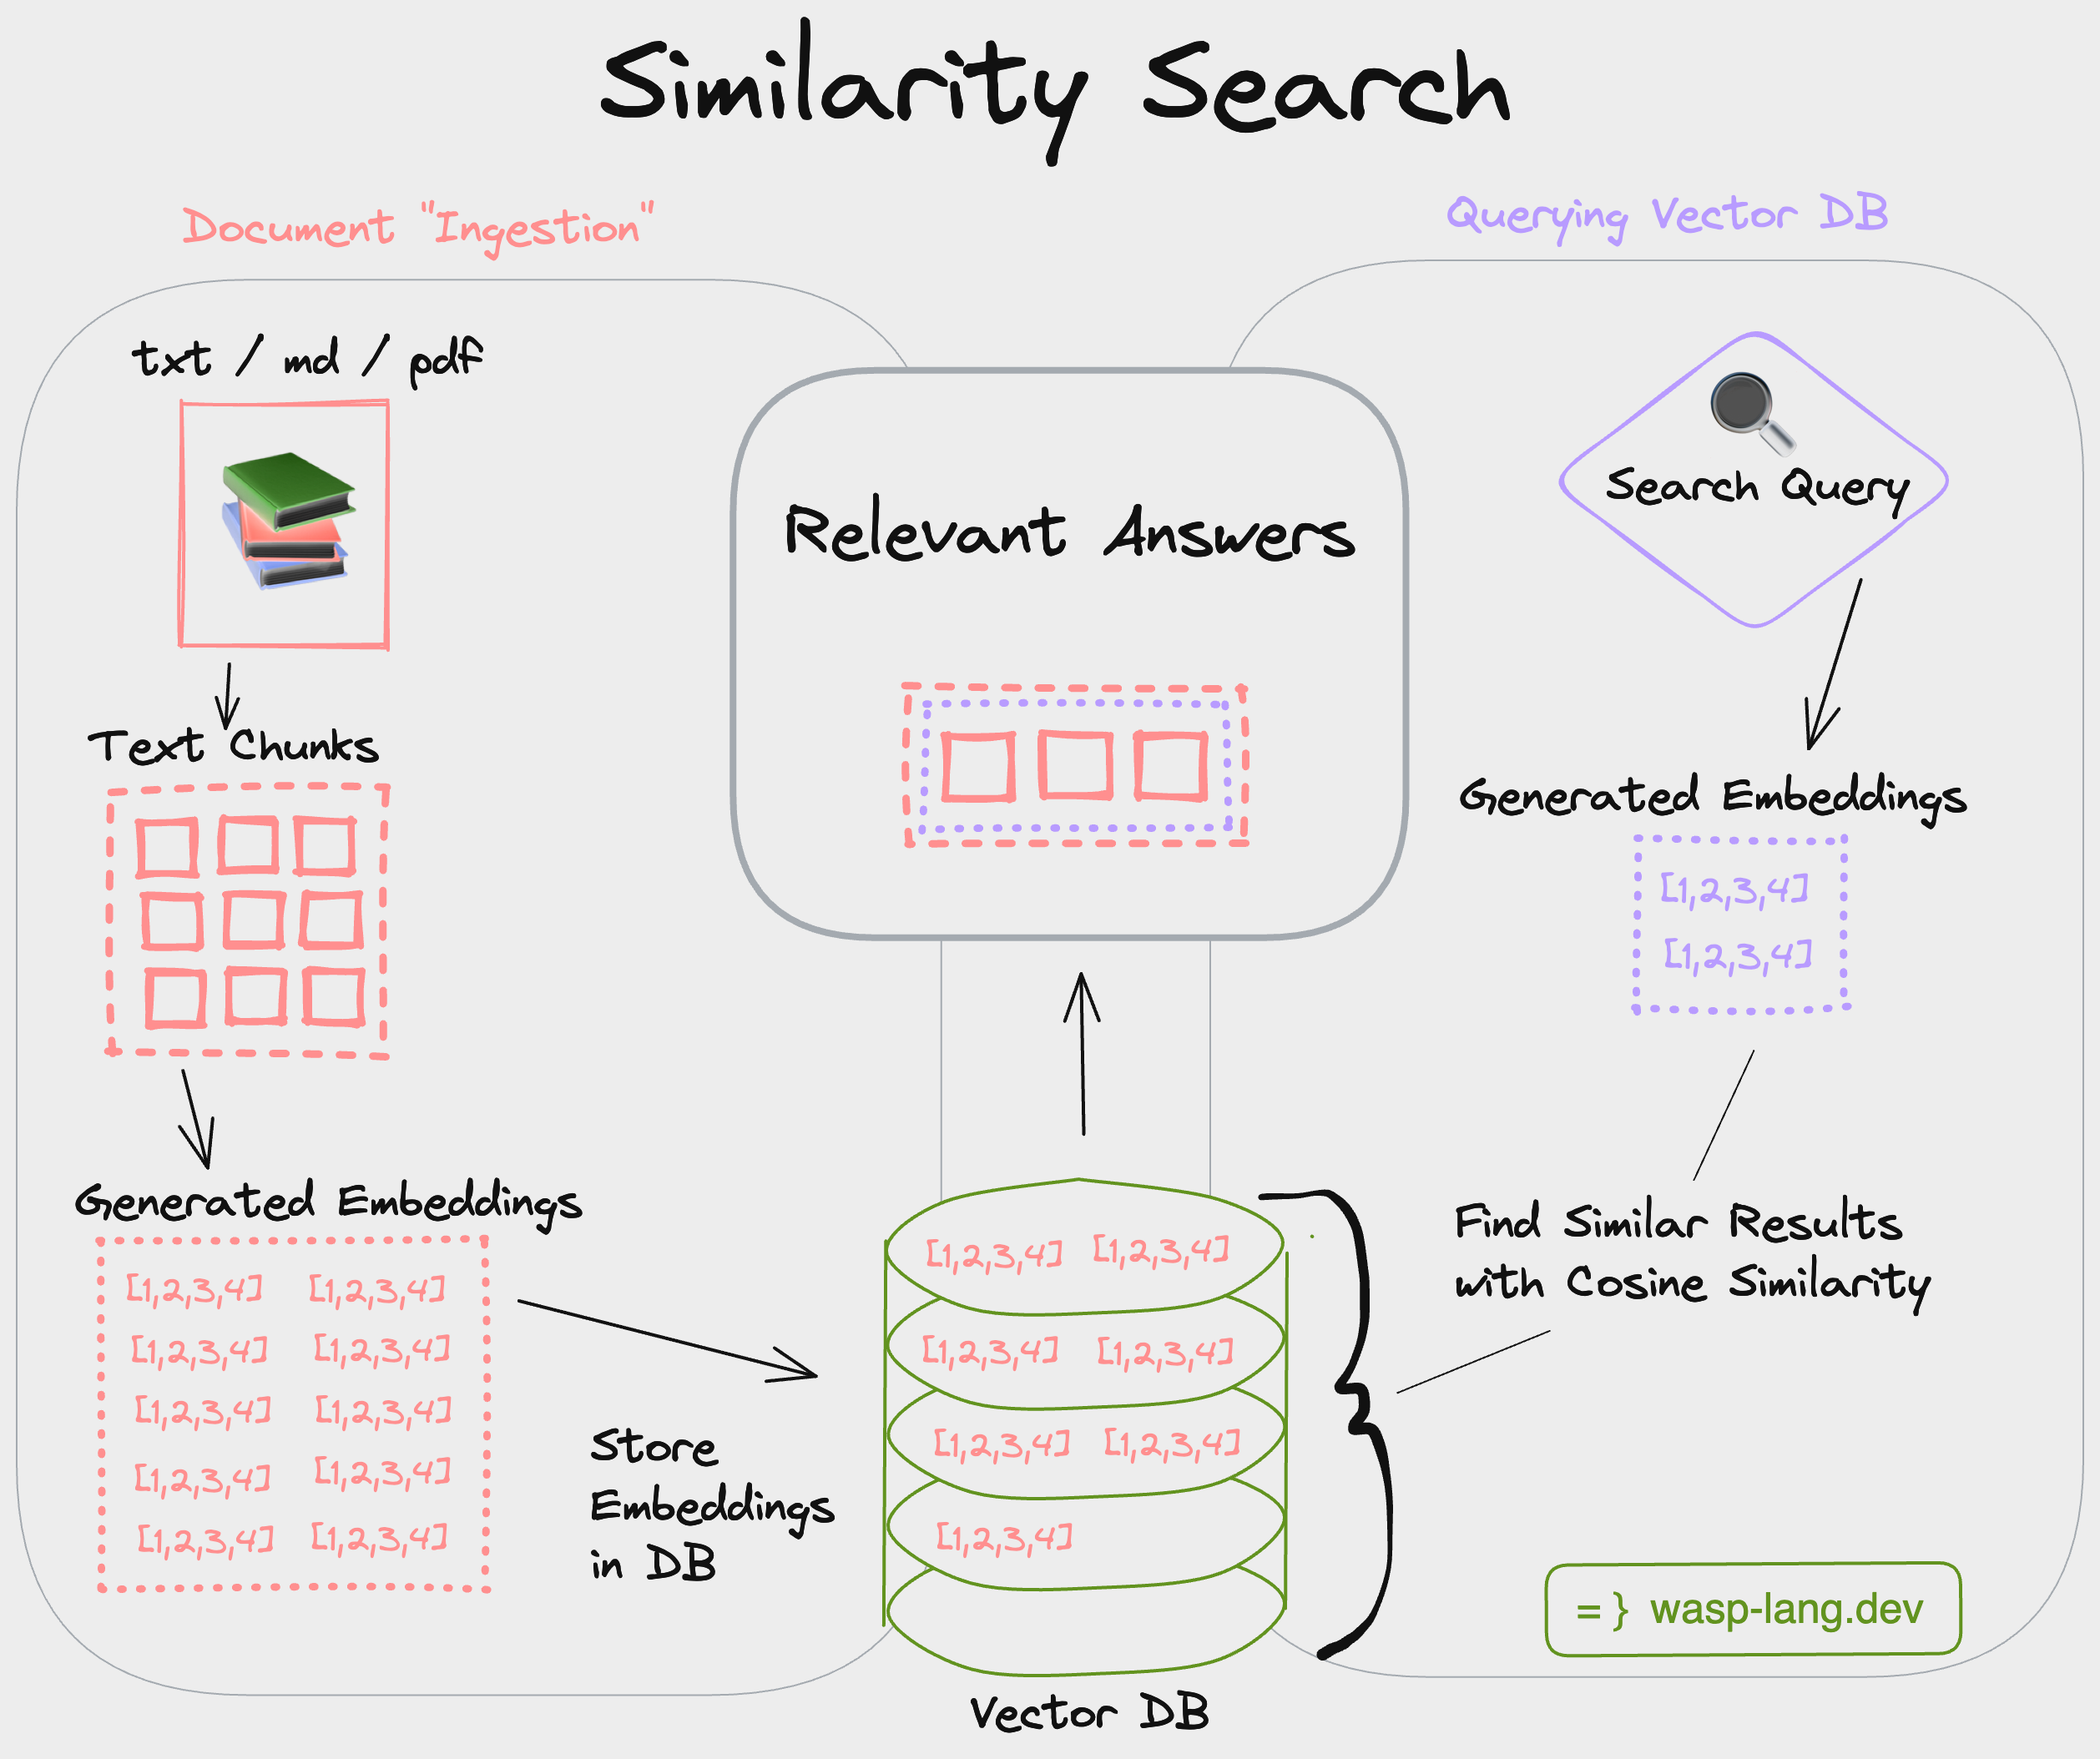 Similarity Search
Document "Ingestion"
txt / md / pdf
Text Chunks
Generated Embeddings
[1,2,3,4] [1,2,3,4]
[1,2,3,4] [1,2,3,4]
[1,2,3,4] [1,2,3,4]
[1,2,3,4] [1,2,3,4]
[1,2,3,4] [1,2,3,4]
Store
Embeddings
in DB
Relevant Answers
[1,2,3,4] [1,2,3,4]
[1,2,3,4] [1,2,3,4]
[1,2,3,4] [1,2,3,4]
[1,2,3,4]
Vector DB
Querying Vector DB
Search Query
Generated Embeddings
[1,2,3,4]
[1,2,3,4]
Find Similar Results
with Cosine Similarity
= } wasp-lang.dev